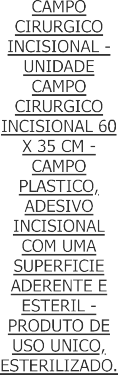 CAMPO
CIRURGICO
INCISIONAL -
UNIDADE
CAMPO
CIRURGICO
INCISIONAL 60
X 35 CM -
CAMPO
PLASTICO,
ADESIVO
INCISIONAL
COM UMA
SUPERFICIE
ADERENTE E
ESTERIL -
PRODUTO DE
USO UNICO,
ESTERILIZADO.